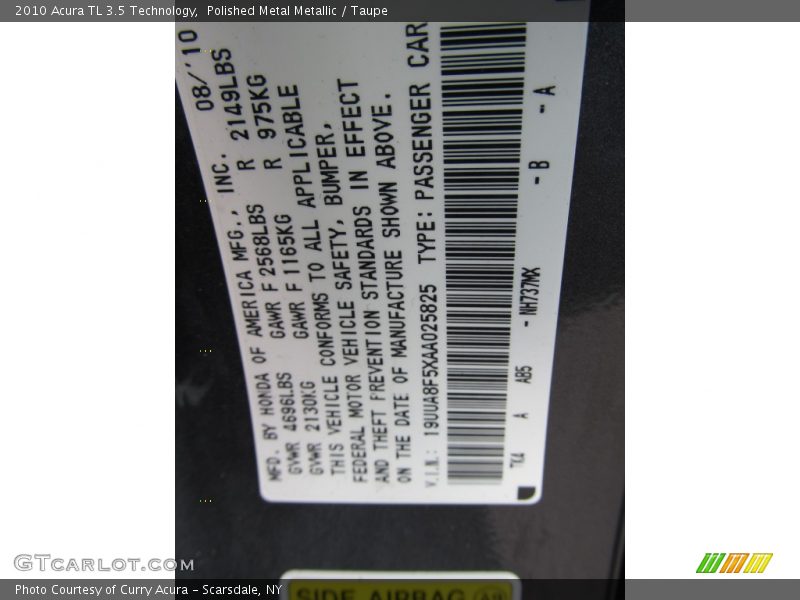 2010 Acura TL 3.5 Technology,  Polished Metal Metallic / Taupe
MFD. BY HONDA OF AMERICA MFG., INC. 08/'10
GVWR 4696LBS GAWR F 2568LBS R 2149LBS
GVWR 2130KG GAWR F 1165KG R 975KG
THIS VEHICLE CONFORMS TO ALL APPLICABLE
FEDERAL MOTOR VEHICLE SAFETY, BUMPER,
AND THEFT PREVENTION STANDARDS IN EFFECT
ON THE DATE OF MANUFACTURE SHOWN ABOVE.
V.I.N.: 19UUA8F5XAA025825 TYPE: PASSENGER CAR
TK4 A AB5 - NH737MX - B - A
SIDE AIRBAG
GTCARLOT.COM
Photo Courtesy of Curry Acura - Scarsdale, NY